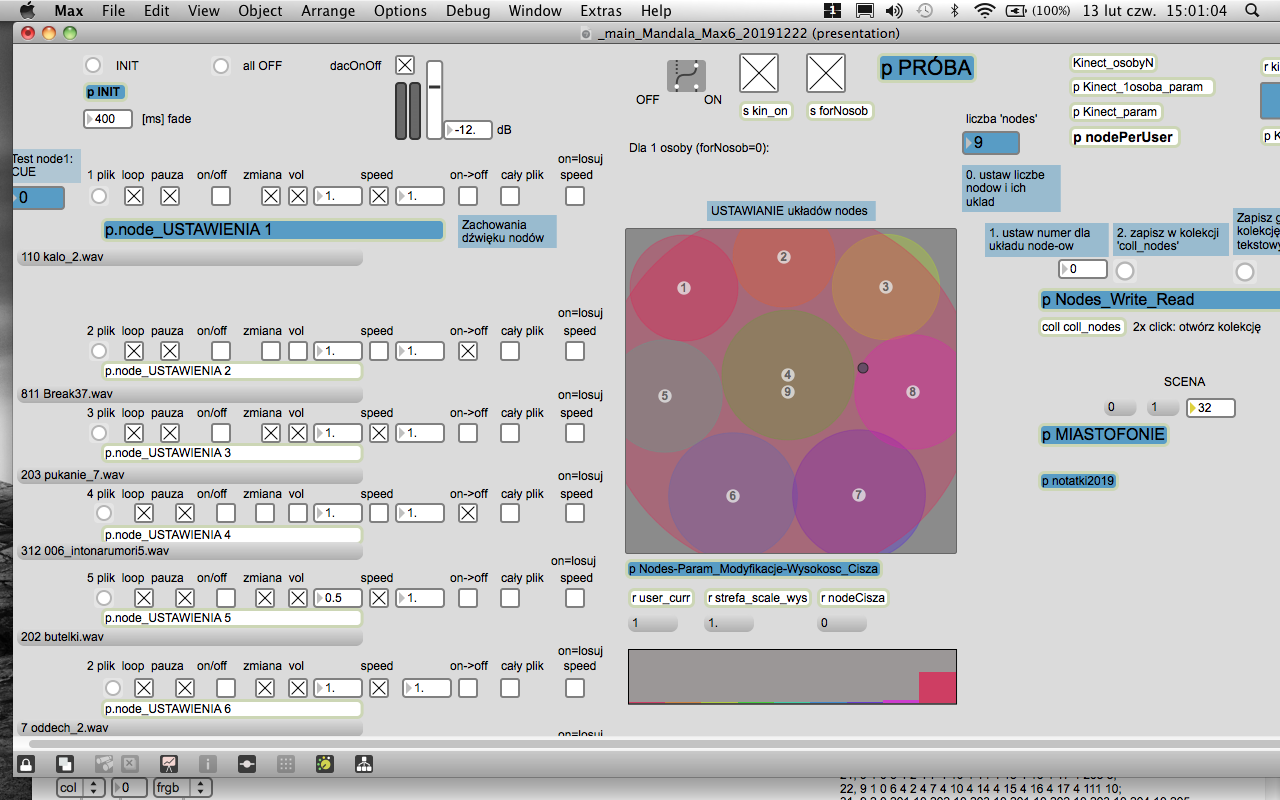 Max File Edit View Object Arrange Options Debug Window Extras Help 1 (100%) 13 lut czw. 15:01:04
_main_Mandala_Max6_20191222 (presentation)
INIT all OFF dacOnOff
p INIT
400 [ms] fade
-12. dB
OFF ON
s kin_on s forNosob
p PRÓBA
Kinect_osobyN
p Kinect_1osoba_param
p Kinect_param
p nodePerUser
r ki
p K
liczba 'nodes'
9
Dla 1 osoby (forNosob=0):
0. ustaw liczbe
nodow i ich
uklad
Test node1:
CUE
0
on=losuj
1 plik loop pauza on/off zmiana vol speed on->off cały plik speed
1. 1.
p.node_USTAWIENIA 1
Zachowania
dźwięku nodów
110 kalo_2.wav
on=losuj
2 plik loop pauza on/off zmiana vol speed on->off cały plik speed
1. 1.
p.node_USTAWIENIA 2
811 Break37.wav
on=losuj
3 plik loop pauza on/off zmiana vol speed on->off cały plik speed
1. 1.
p.node_USTAWIENIA 3
203 pukanie_7.wav
on=losuj
4 plik loop pauza on/off zmiana vol speed on->off cały plik speed
1. 1.
p.node_USTAWIENIA 4
312 006_intonarumori5.wav
on=losuj
5 plik loop pauza on/off zmiana vol speed on->off cały plik speed
0.5 1.
p.node_USTAWIENIA 5
202 butelki.wav
on=losuj
2 plik loop pauza on/off zmiana vol speed on->off cały plik speed
1. 1.
p.node_USTAWIENIA 6
7 oddech_2.wav
on=losuj
USTAWIANIE układów nodes
1
2
3
4
9
5
8
6
7
p Nodes-Param_Modyfikacje-Wysokosc_Cisza
r user_curr r strefa_scale_wys r nodeCisza
1 1. 0
1. ustaw numer dla
układu node-ow
2. zapisz w kolekcji
'coll_nodes'
Zapisz g
kolekcję
tekstowy
0
p Nodes_Write_Read
coll coll_nodes 2x click: otwórz kolekcję
SCENA
0 1 32
p MIASTOFONIE
p notatki2019
col 0 frgb
22, 9 1 0 6 4 2 4 7 4 10 4 14 4 15 4 16 4 17 4 111 10;